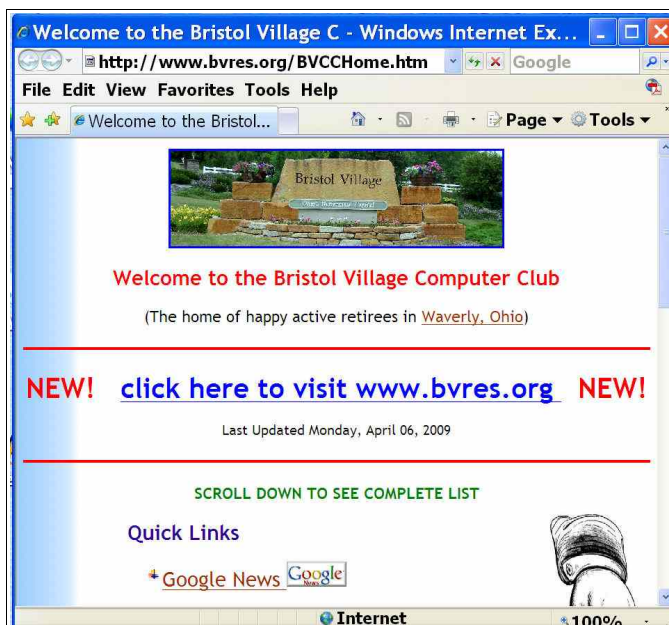 Welcome to the Bristol Village C - Windows Internet Ex...
http://www.bvres.org/BVCCHome.htm Google
File Edit View Favorites Tools Help
Welcome to the Bristol... Page Tools
Bristol Village
Welcome to the Bristol Village Computer Club
(The home of happy active retirees in Waverly, Ohio)
NEW! click here to visit www.bvres.org NEW!
Last Updated Monday, April 06, 2009
SCROLL DOWN TO SEE COMPLETE LIST
Quick Links
Google News Google News
Internet 100%